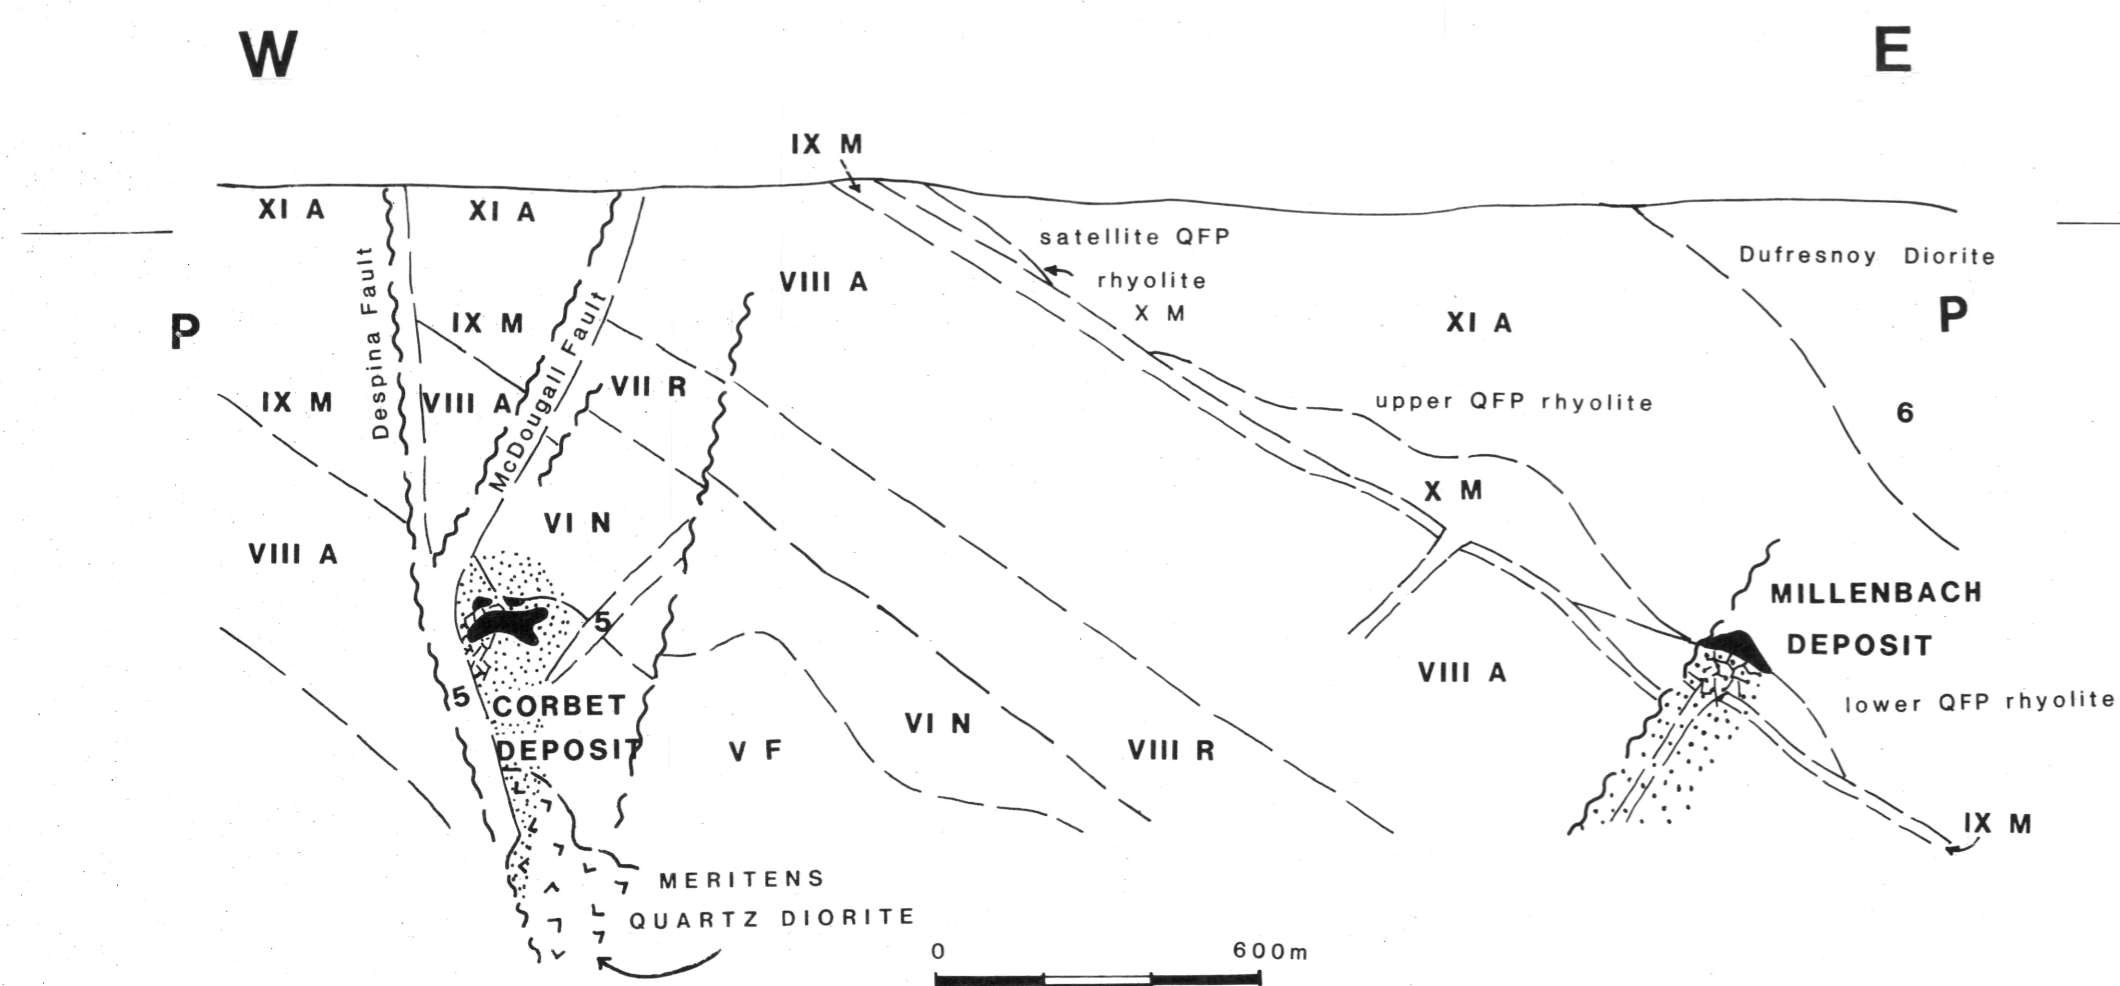 W
E
IX M
XI A
XI A
satellite QFP
rhyolite
X M
Dufresnoy Diorite
VIII A
P
P
Despina Fault
McDougall Fault
IX M
XI A
IX M
VIII A
VII R
upper QFP rhyolite
6
X M
VI N
VIII A
MILLENBACH
DEPOSIT
5
VIII A
5
CORBET
DEPOSIT
lower QFP rhyolite
V F
VI N
VIII R
IX M
MERITENS
QUARTZ DIORITE
0
600m